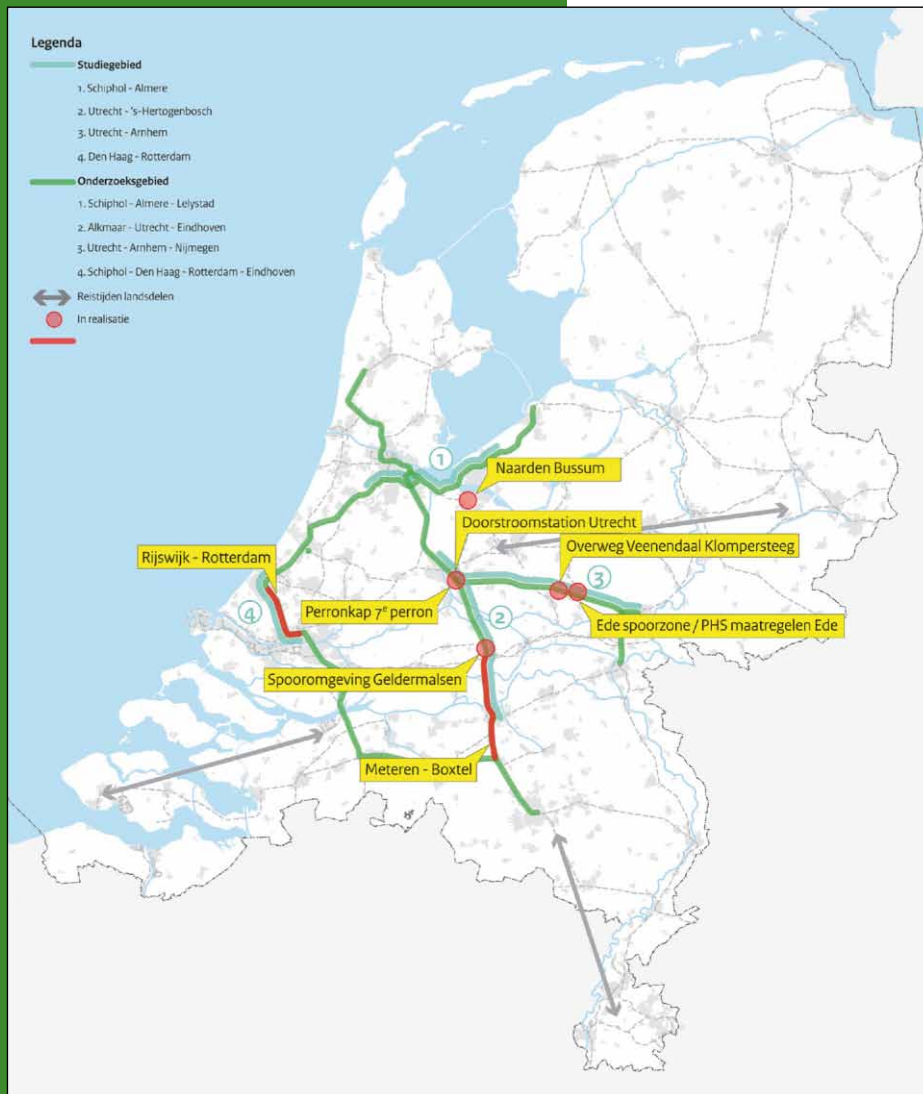 Legenda
Studiegebied
1. Schiphol - Almere
2. Utrecht - 's-Hertogenbosch
3. Utrecht - Arnhem
4. Den Haag - Rotterdam
Onderzoeksgebied
1. Schiphol - Almere - Lelystad
2. Alkmaar - Utrecht - Eindhoven
3. Utrecht - Arnhem - Nijmegen
4. Schiphol - Den Haag - Rotterdam - Eindhoven
Reistijden landsdelen
In realisatie
1
Naarden Bussum
Doorstroomstation Utrecht
Overweg Veenendaal Klompersteeg
Rijswijk - Rotterdam
3
4
Perronkap 7e perron
2
Ede spoorzone / PHS maatregelen Ede
Spooromgeving Geldermalsen
Meteren - Boxtel